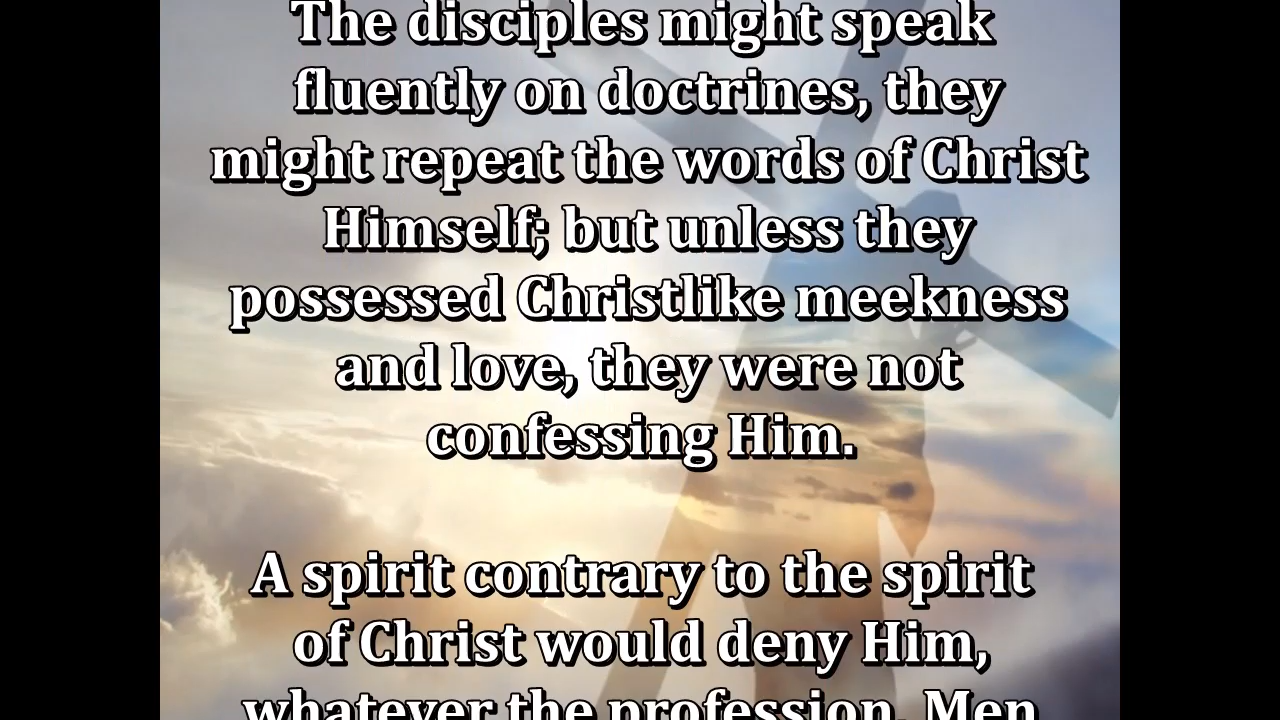 The disciples might speak
fluently on doctrines, they
might repeat the words of Christ
Himself; but unless they
possessed Christlike meekness
and love, they were not
confessing Him.
A spirit contrary to the spirit
of Christ would deny Him,
whatever the profession. Men